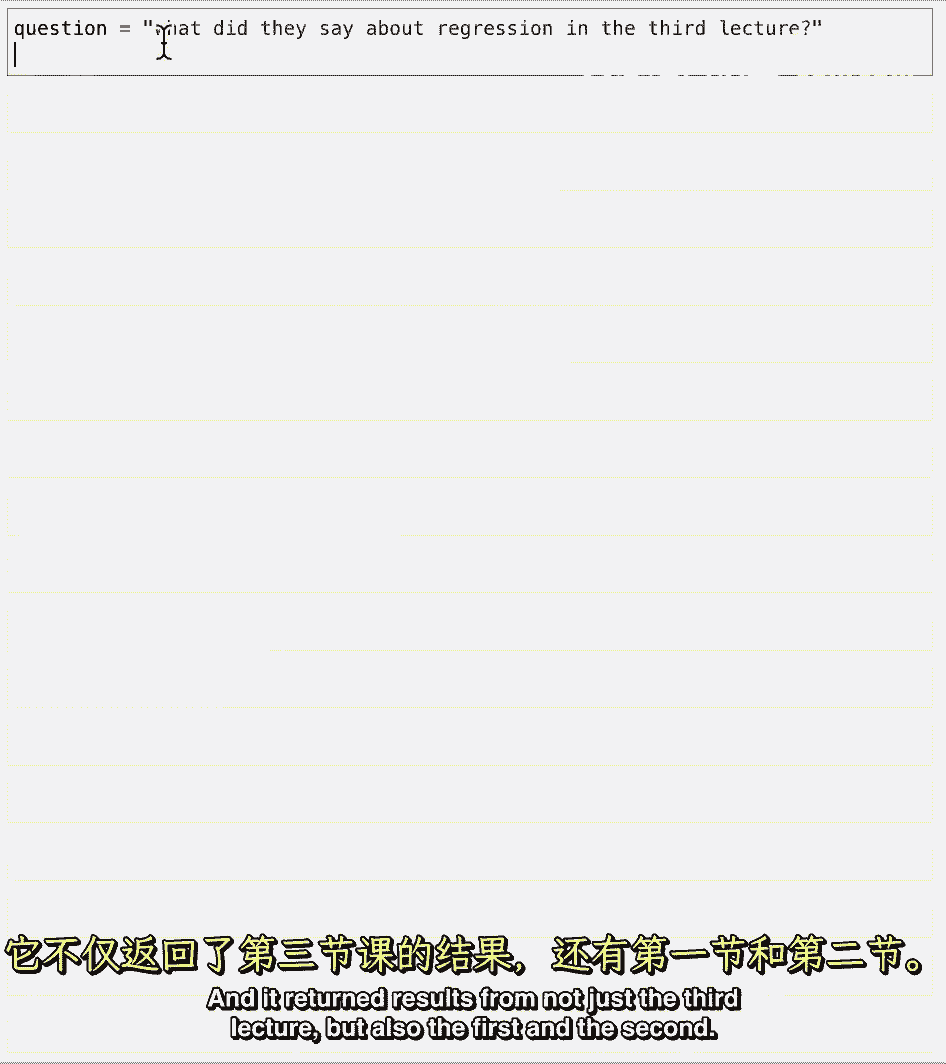 question = "what did they say about regression in the third lecture?"
它不仅返回了第三节课的结果，还有第一节和第二节。
And it returned results from not just the third
lecture, but also the first and the second.